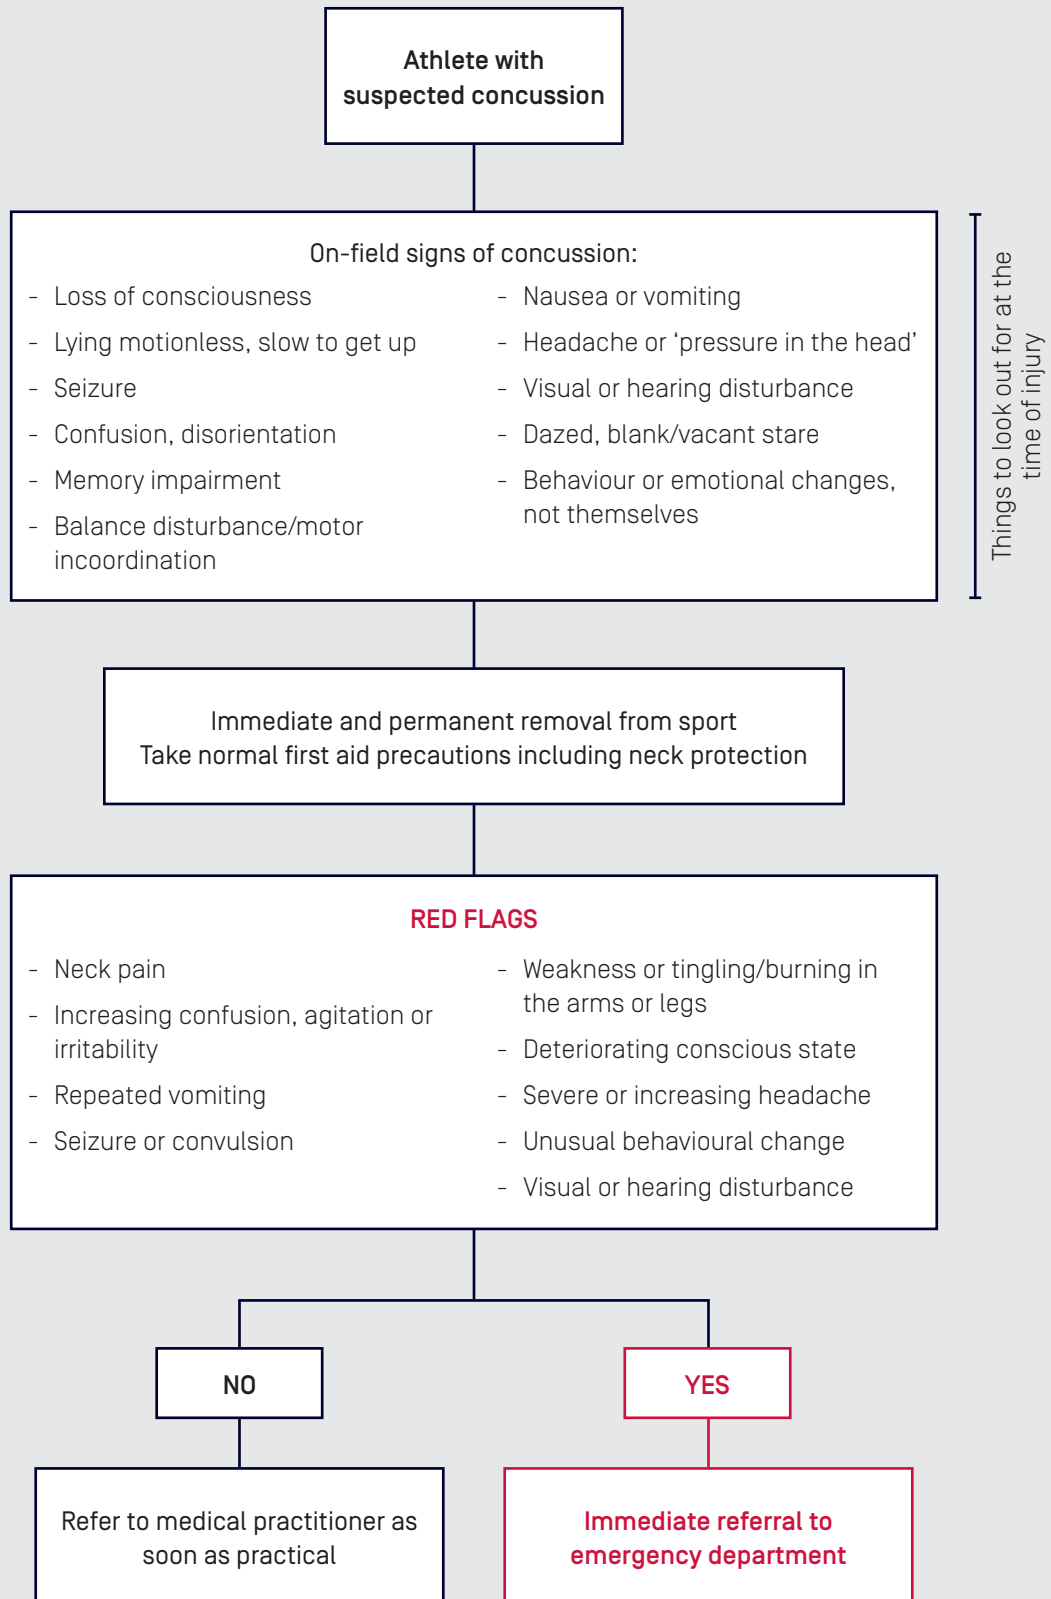 Athlete with
suspected concussion
On-field signs of concussion:
- Loss of consciousness
- Lying motionless, slow to get up
- Seizure
- Confusion, disorientation
- Memory impairment
- Balance disturbance/motor
incoordination
- Nausea or vomiting
- Headache or ‘pressure in the head’
- Visual or hearing disturbance
- Dazed, blank/vacant stare
- Behaviour or emotional changes,
not themselves
Things to look out for at the
time of injury
Immediate and permanent removal from sport
Take normal first aid precautions including neck protection
RED FLAGS
- Neck pain
- Increasing confusion, agitation or
irritability
- Repeated vomiting
- Seizure or convulsion
- Weakness or tingling/burning in
the arms or legs
- Deteriorating conscious state
- Severe or increasing headache
- Unusual behavioural change
- Visual or hearing disturbance
NO
YES
Refer to medical practitioner as
soon as practical
Immediate referral to
emergency department